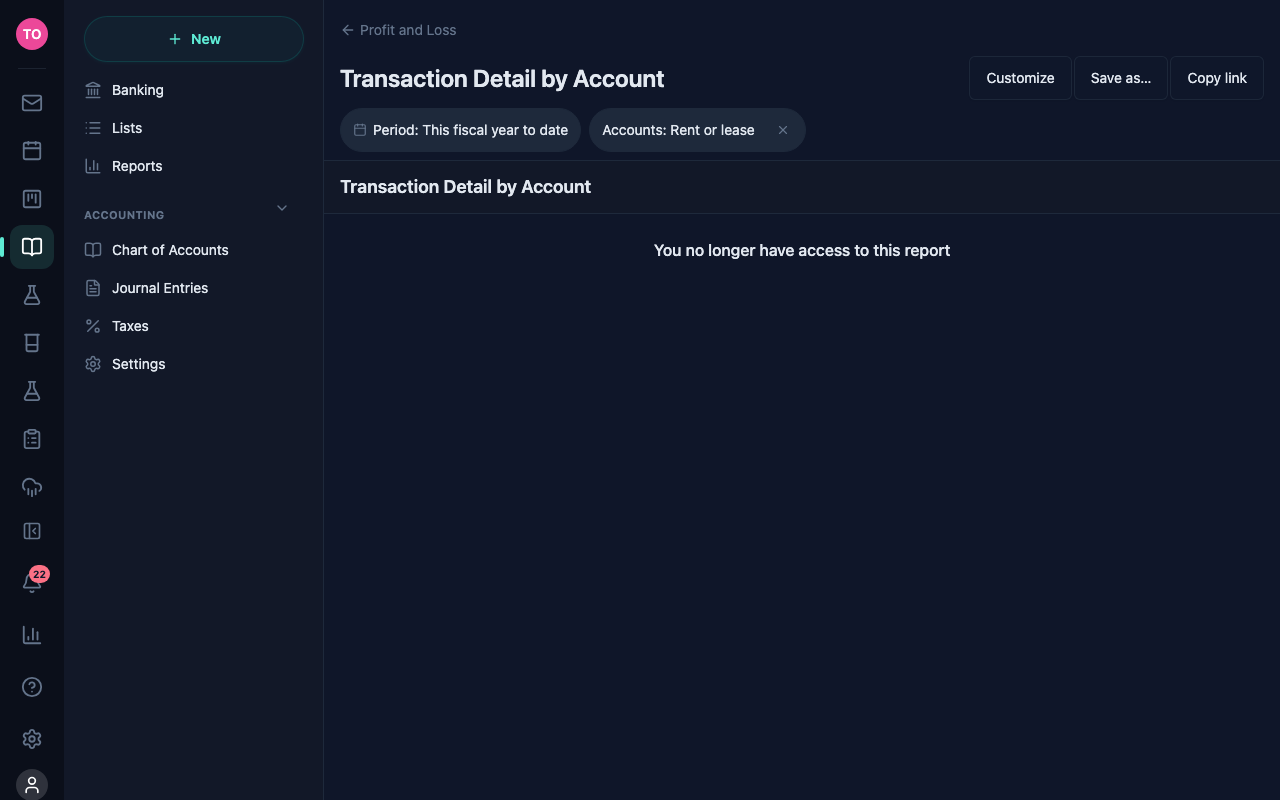 TO
New
Banking
Lists
Reports
ACCOUNTING
Chart of Accounts
Journal Entries
Taxes
Settings
22
Profit and Loss
Transaction Detail by Account
Customize
Save as...
Copy link
Period: This fiscal year to date
Accounts: Rent or lease
Transaction Detail by Account
You no longer have access to this report